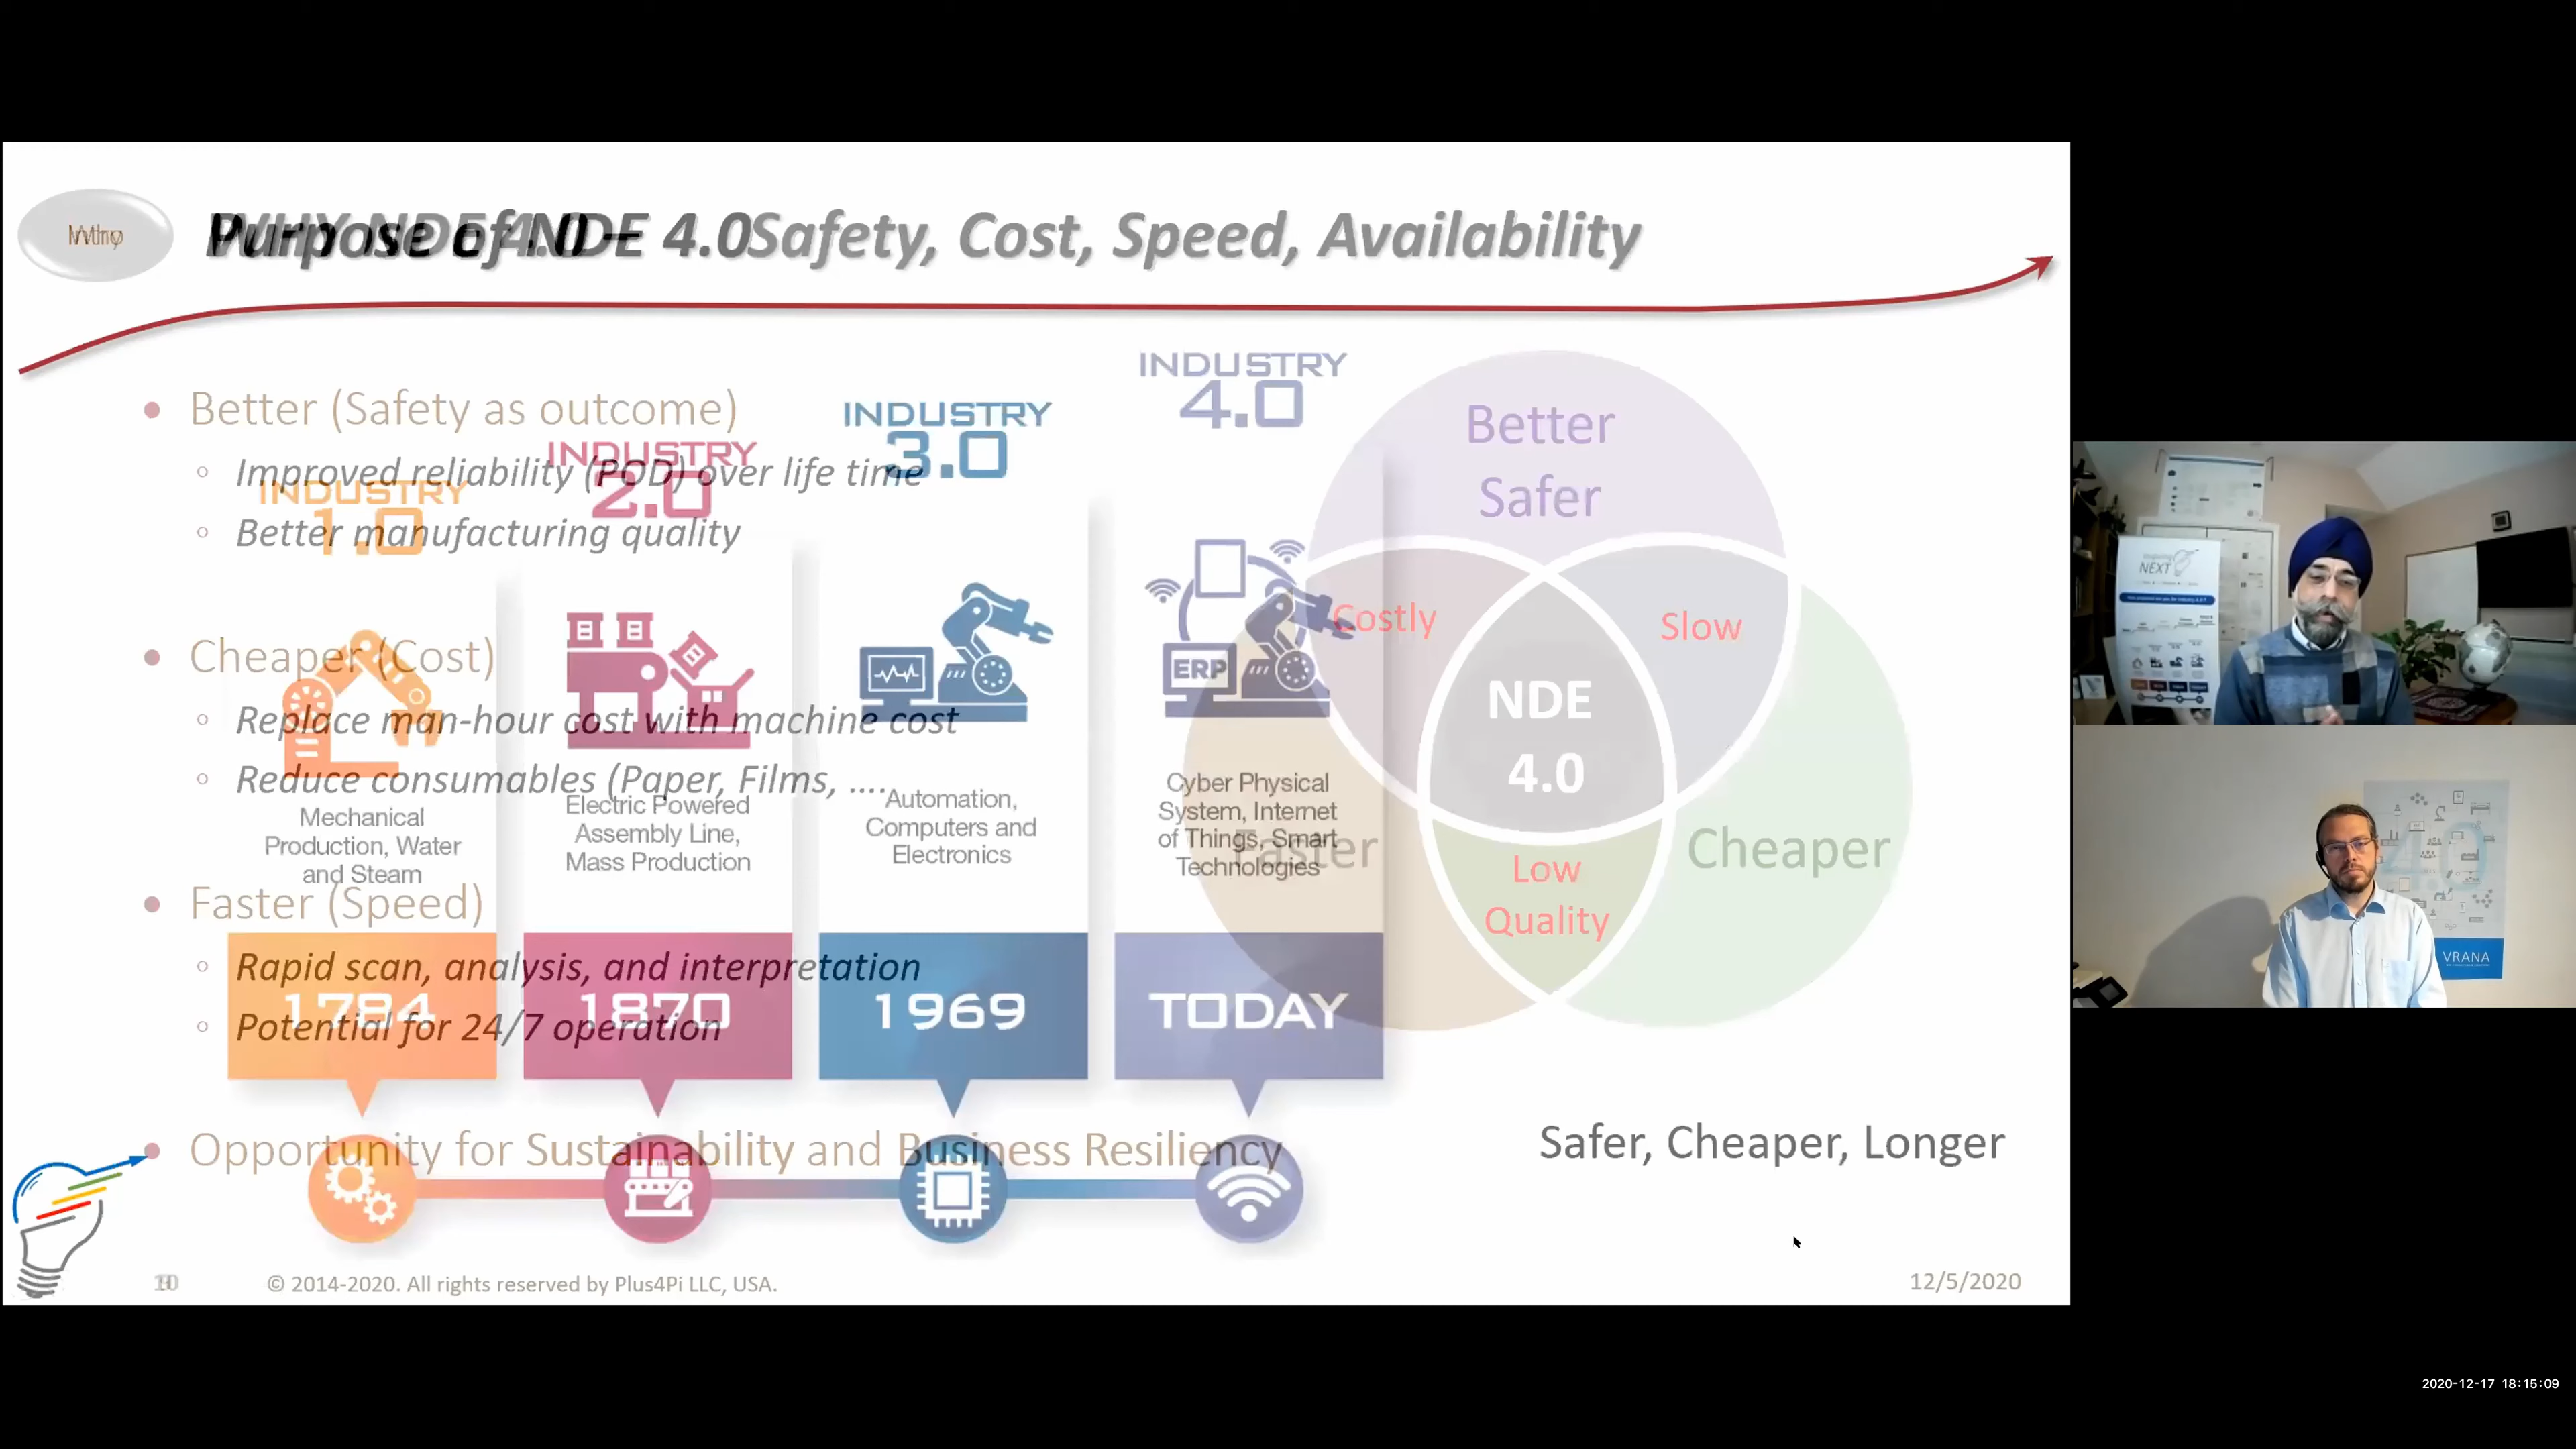 Purpose of NDE 4.0
WHY NDE 4.0 – Safety, Cost, Speed, Availability
Better (Safety as outcome)
Improved reliability (POD) over life time
Better manufacturing quality
Cheaper (Cost)
Replace man-hour cost with machine cost
Reduce consumables (Paper, Films, ....
Faster (Speed)
Rapid scan, analysis, and interpretation
Potential for 24/7 operation
Opportunity for Sustainability and Business Resiliency
INDUSTRY
1.0
Mechanical
Production, Water
and Steam
1784
INDUSTRY
2.0
Electric Powered
Assembly Line,
Mass Production
1870
INDUSTRY
3.0
Automation,
Computers and
Electronics
1969
INDUSTRY
4.0
ERP
Cyber Physical
System, Internet
of Things, Smart
Technologies
TODAY
Better
Safer
Costly
Slow
NDE
4.0
Faster
Cheaper
Low
Quality
Safer, Cheaper, Longer
© 2014-2020. All rights reserved by Plus4Pi LLC, USA.
12/5/2020
NEXT
4.0
VRANA
2020-12-17 18:15:09